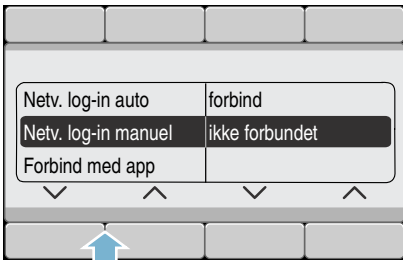 Netv. log-in auto forbind
Netv. log-in manuel ikke forbundet
Forbind med app